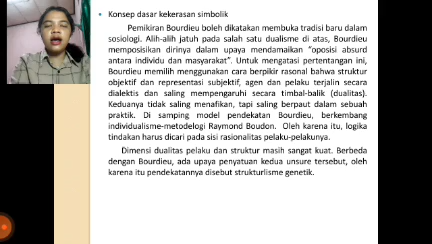 Konsep dasar kekerasan simbolik
Pemikiran Bourdieu boleh dikatakan membuka tradisi baru dalam
sosiologi. Alih-alih jatuh pada salah satu dualisme di atas, Bourdieu
memposisikan dirinya dalam upaya mendamaikan “oposisi absurd
antara individu dan masyarakat”. Untuk mengatasi pertentangan ini,
Bourdieu memilih menggunakan cara berpikir rasonal bahwa struktur
objektif dan representasi subjektif, agen dan pelaku terjalin secara
dialektis dan saling mempengaruhi secara timbal-balik (dualitas).
Keduanya tidak saling menafikan, tapi saling berpaut dalam sebuah
praktik. Di samping model pendekatan Bourdieu, berkembang
individualisme-metodelogi Raymond Boudon. Oleh karena itu, logika
tindakan harus dicari pada sisi rasionalitas pelaku-pelakunya.
Dimensi dualitas pelaku dan struktur masih sangat kuat. Berbeda
dengan Bourdieu, ada upaya penyatuan kedua unsure tersebut, oleh
karena itu pendekatannya disebut strukturlisme genetik.